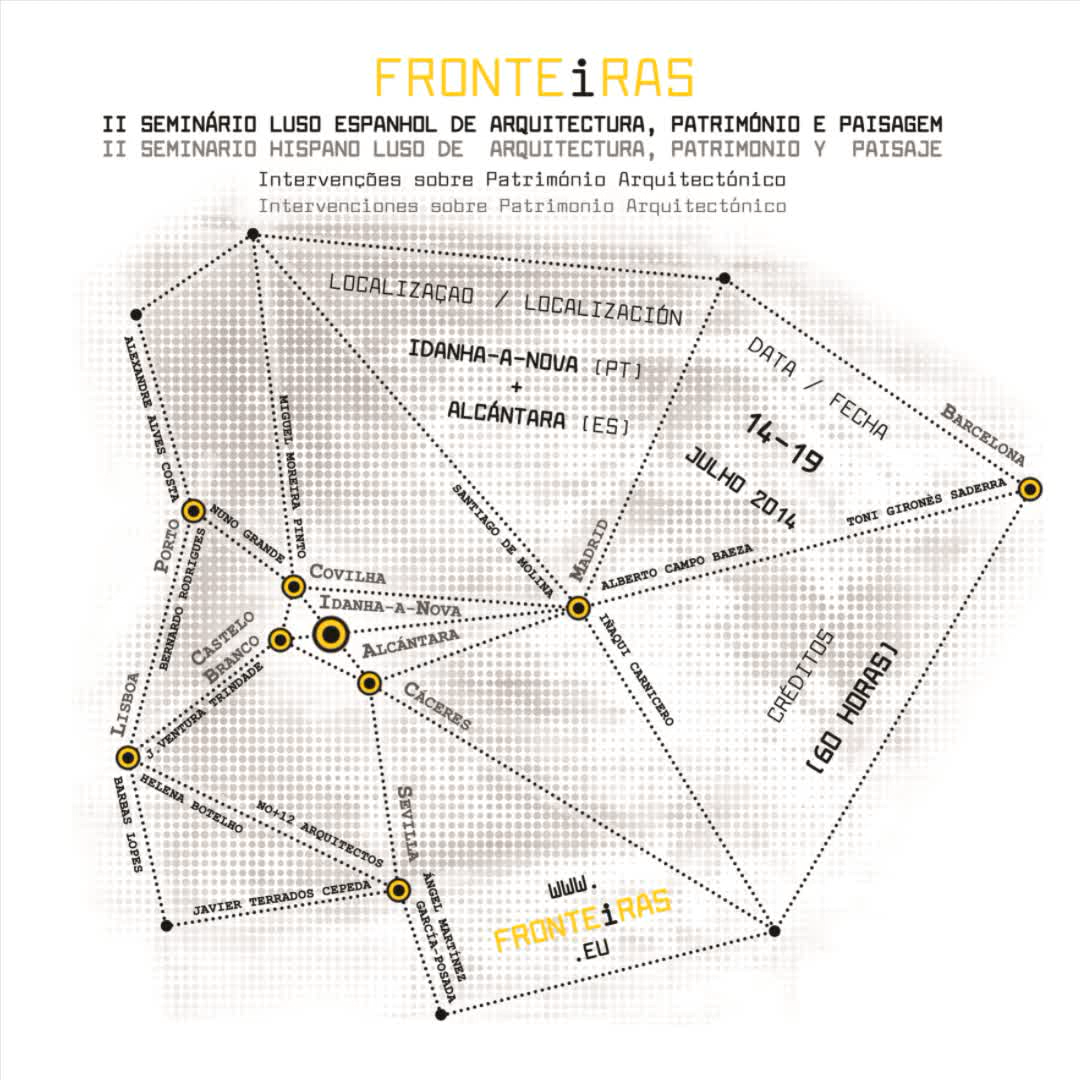 FRONTEiRAS
II SEMINÁRIO LUSO ESPANHOL DE ARQUITECTURA, PATRIMÓNIO E PAISAGEM
II SEMINARIO HISPANO LUSO DE ARQUITECTURA, PATRIMONIO Y PAISAJE
Intervenções sobre Património Arquitectónico
Intervenciones sobre Patrimonio Arquitectónico
LOCALIZAÇAO / LOCALIZACIÓN
IDANHA-A-NOVA (PT)
+
ALCÁNTARA (ES)
DATA / FECHA
14-19
JULHO 2014
BARCELONA
TONI GIRONÈS SADERRA
ALEXANDRE ALVES COSTA
MIGUEL MOREIRA PINTO
SANTIAGO DE MOLINA
MADRID
ALBERTO CAMPO BAEZA
PORTO
NUNO GRANDE
BERNARDO RODRIGUES
COVILHA
IDANHA-A-NOVA
CASTELO
BRANCO
ALCÁNTARA
IÑAQUI CARNICERO
CRÉDITOS
(60 HORAS)
LISBOA
J.VENTURA TRINDADE
CÁCERES
BARBAS LOPES
HELENA BOTELHO
NO+12 ARQUITECTOS
SEVILLA
JAVIER TERRADOS CEPEDA
ÁNGEL MARTÍNEZ
GARCÍA-POSADA
WWW.
FRONTEiRAS
.EU